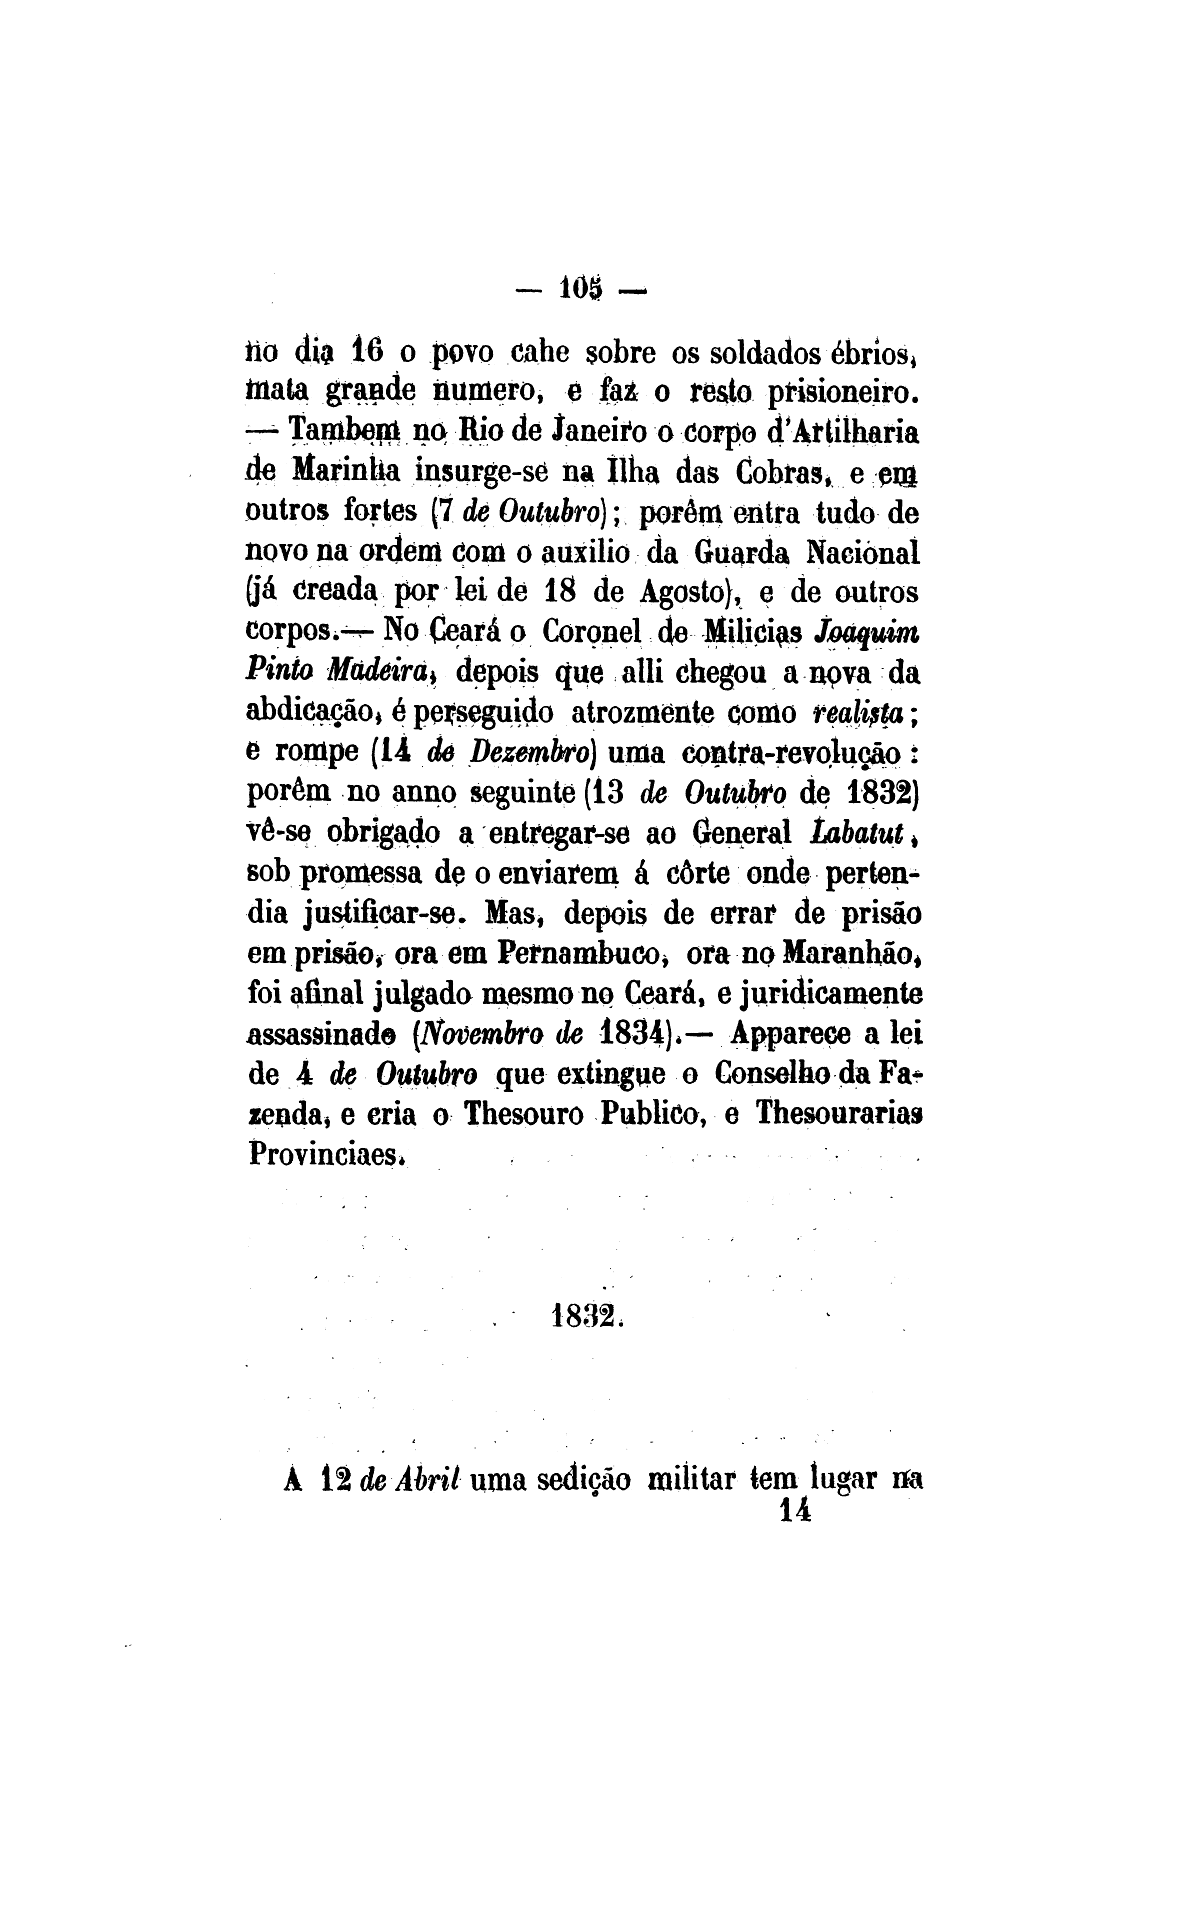 — 105 —
no dia 16 o povo cahe sobre os soldados ébrios,
mata grande numero, e faz o resto prisioneiro.
— Tambem no Rio de Janeiro o corpo d'Artilharia
de Marinha insurge-se na Ilha das Cobras, e em
outros fortes (7 de Outubro); porêm entra tudo de
novo na ordem com o auxilio da Guarda Nacional
(já creada por lei de 18 de Agosto), e de outros
corpos.— No Ceará o Coronel de Milicias Joaquim
Pinto Madeira, depois que alli chegou a nova da
abdicação, é perseguido atrozmente como realista;
e rompe (14 de Dezembro) uma contra-revolução:
porêm no anno seguinte (13 de Outubro de 1832)
vê-se obrigado a entregar-se ao General Labatut,
sob promessa de o enviarem á côrte onde perten-
dia justificar-se. Mas, depois de errar de prisão
em prisão, ora em Pernambuco, ora no Maranhão,
foi afinal julgado mesmo no Ceará, e juridicamente
assassinado (Novembro de 1834).— Apparece a lei
de 4 de Outubro que extingue o Conselho da Fa-
zenda, e cria o Thesouro Publico, e Thesourarias
Provinciaes.
1832.
A 12 de Abril uma sedição militar tem lugar na
14